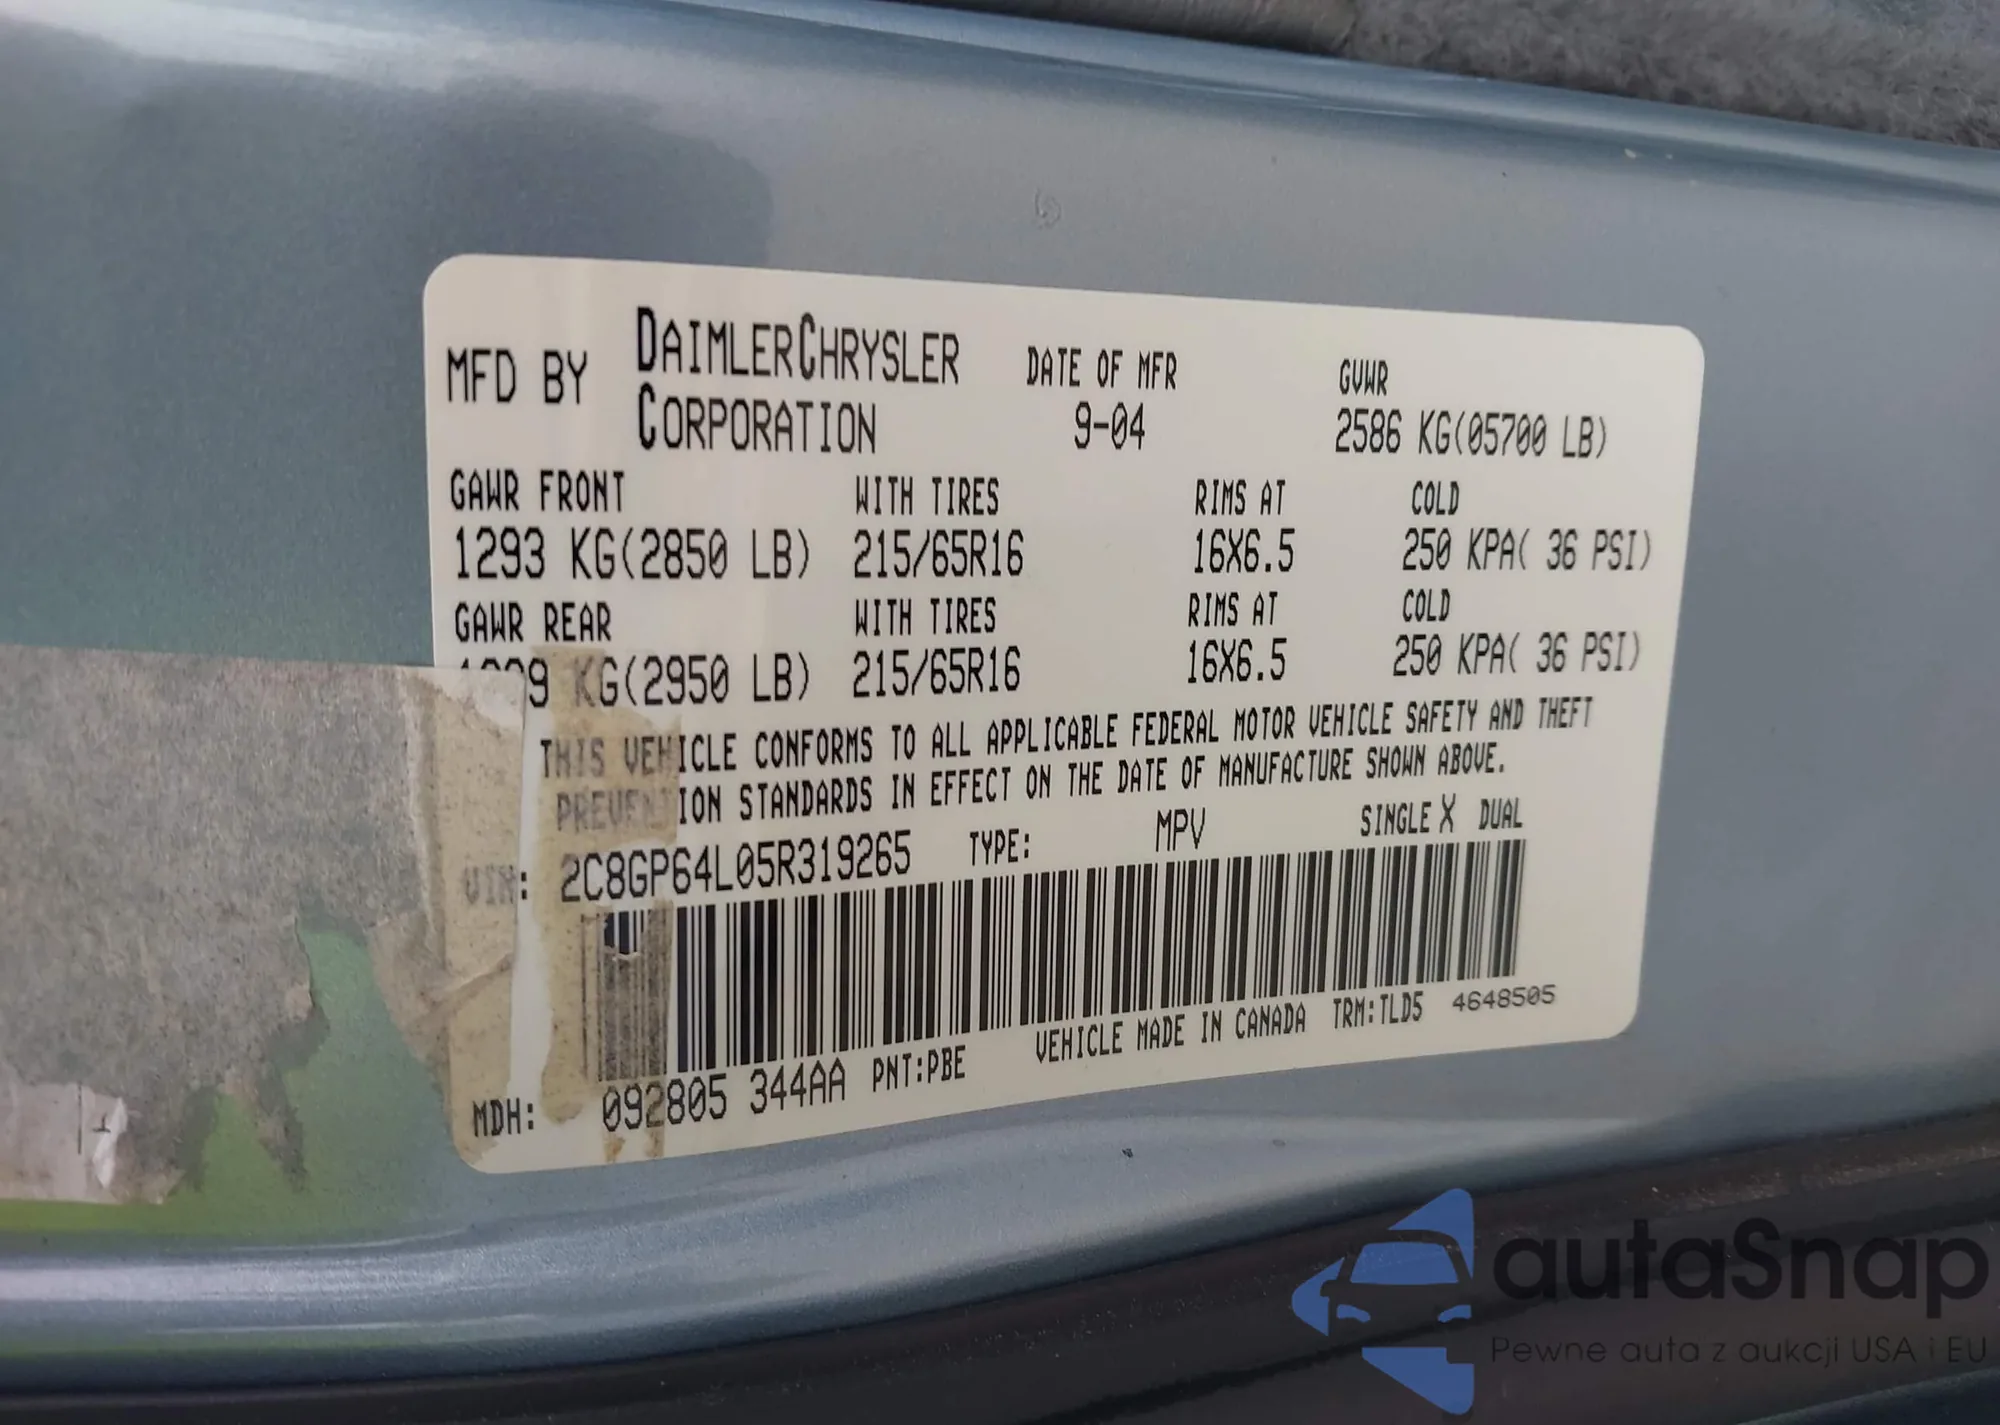 MFD BY DAIMLERCHRYSLER CORPORATION DATE OF MFR 9-04 GVWR 2586 KG(05700 LB)
GAWR FRONT WITH TIRES RIMS AT COLD
1293 KG(2850 LB) 215/65R16 16X6.5 250 KPA( 36 PSI)
GAWR REAR WITH TIRES RIMS AT COLD
KG(2950 LB) 215/65R16 16X6.5 250 KPA( 36 PSI)
THIS VEHICLE CONFORMS TO ALL APPLICABLE FEDERAL MOTOR VEHICLE SAFETY AND THEFT
PREVENTION STANDARDS IN EFFECT ON THE DATE OF MANUFACTURE SHOWN ABOVE.
VIN: 2C8GP64L05R319265 TYPE: MPV SINGLE X DUAL
MDH: 092805 344AA PNT:PBE VEHICLE MADE IN CANADA TRM:TLD5 4648505
autaSnap
Pewne auta z aukcji USA i EU